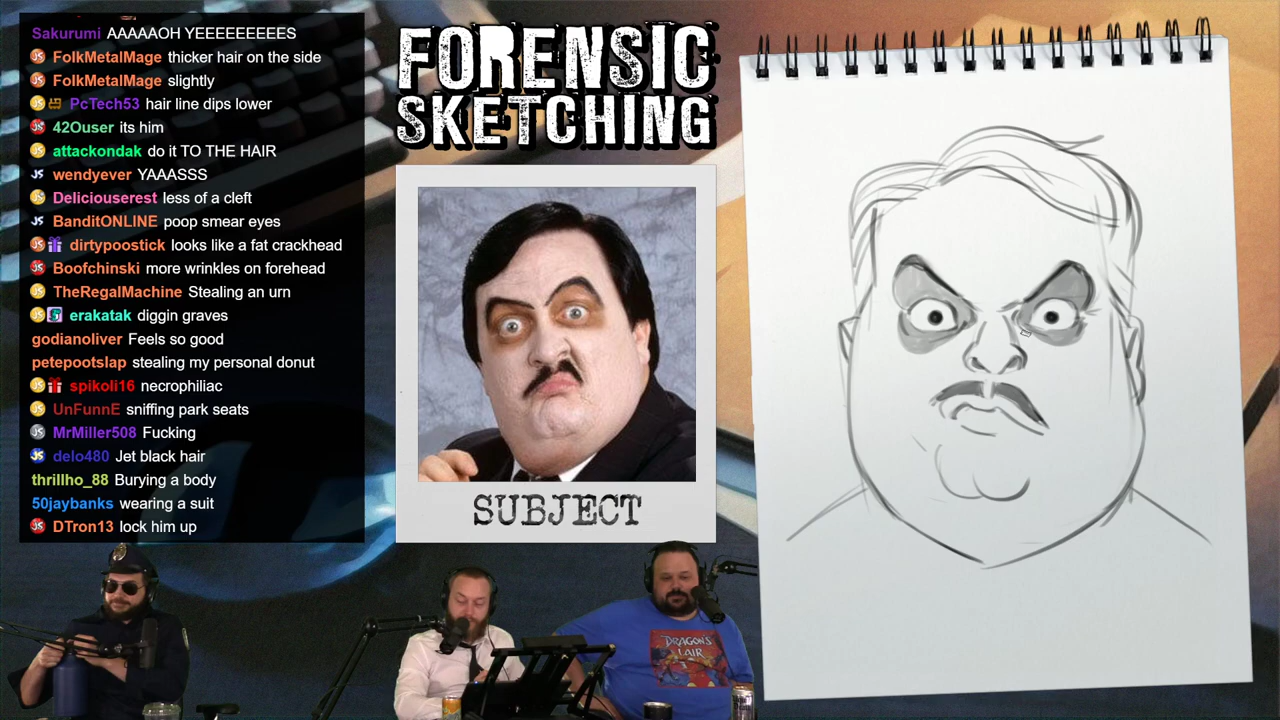 Sakurumi AAAAAOH YEEEEEEEEES
FolkMetalMage thicker hair on the side
FolkMetalMage slightly
PcTech53 hair line dips lower
42Ouser its him
attackondak do it TO THE HAIR
wendyever YAAASSS
Deliciouserest less of a cleft
BanditONLINE poop smear eyes
dirtypoostick looks like a fat crackhead
Boofchinski more wrinkles on forehead
TheRegalMachine Stealing an urn
erakatak diggin graves
godianoliver Feels so good
petepootslap stealing my personal donut
spikoli16 necrophiliac
UnFunnE sniffing park seats
MrMiller508 Fucking
delo480 Jet black hair
thrillho_88 Burying a body
50jaybanks wearing a suit
DTron13 lock him up
FORENSIC
SKETCHING
SUBJECT
DRAGON'S
LAIR